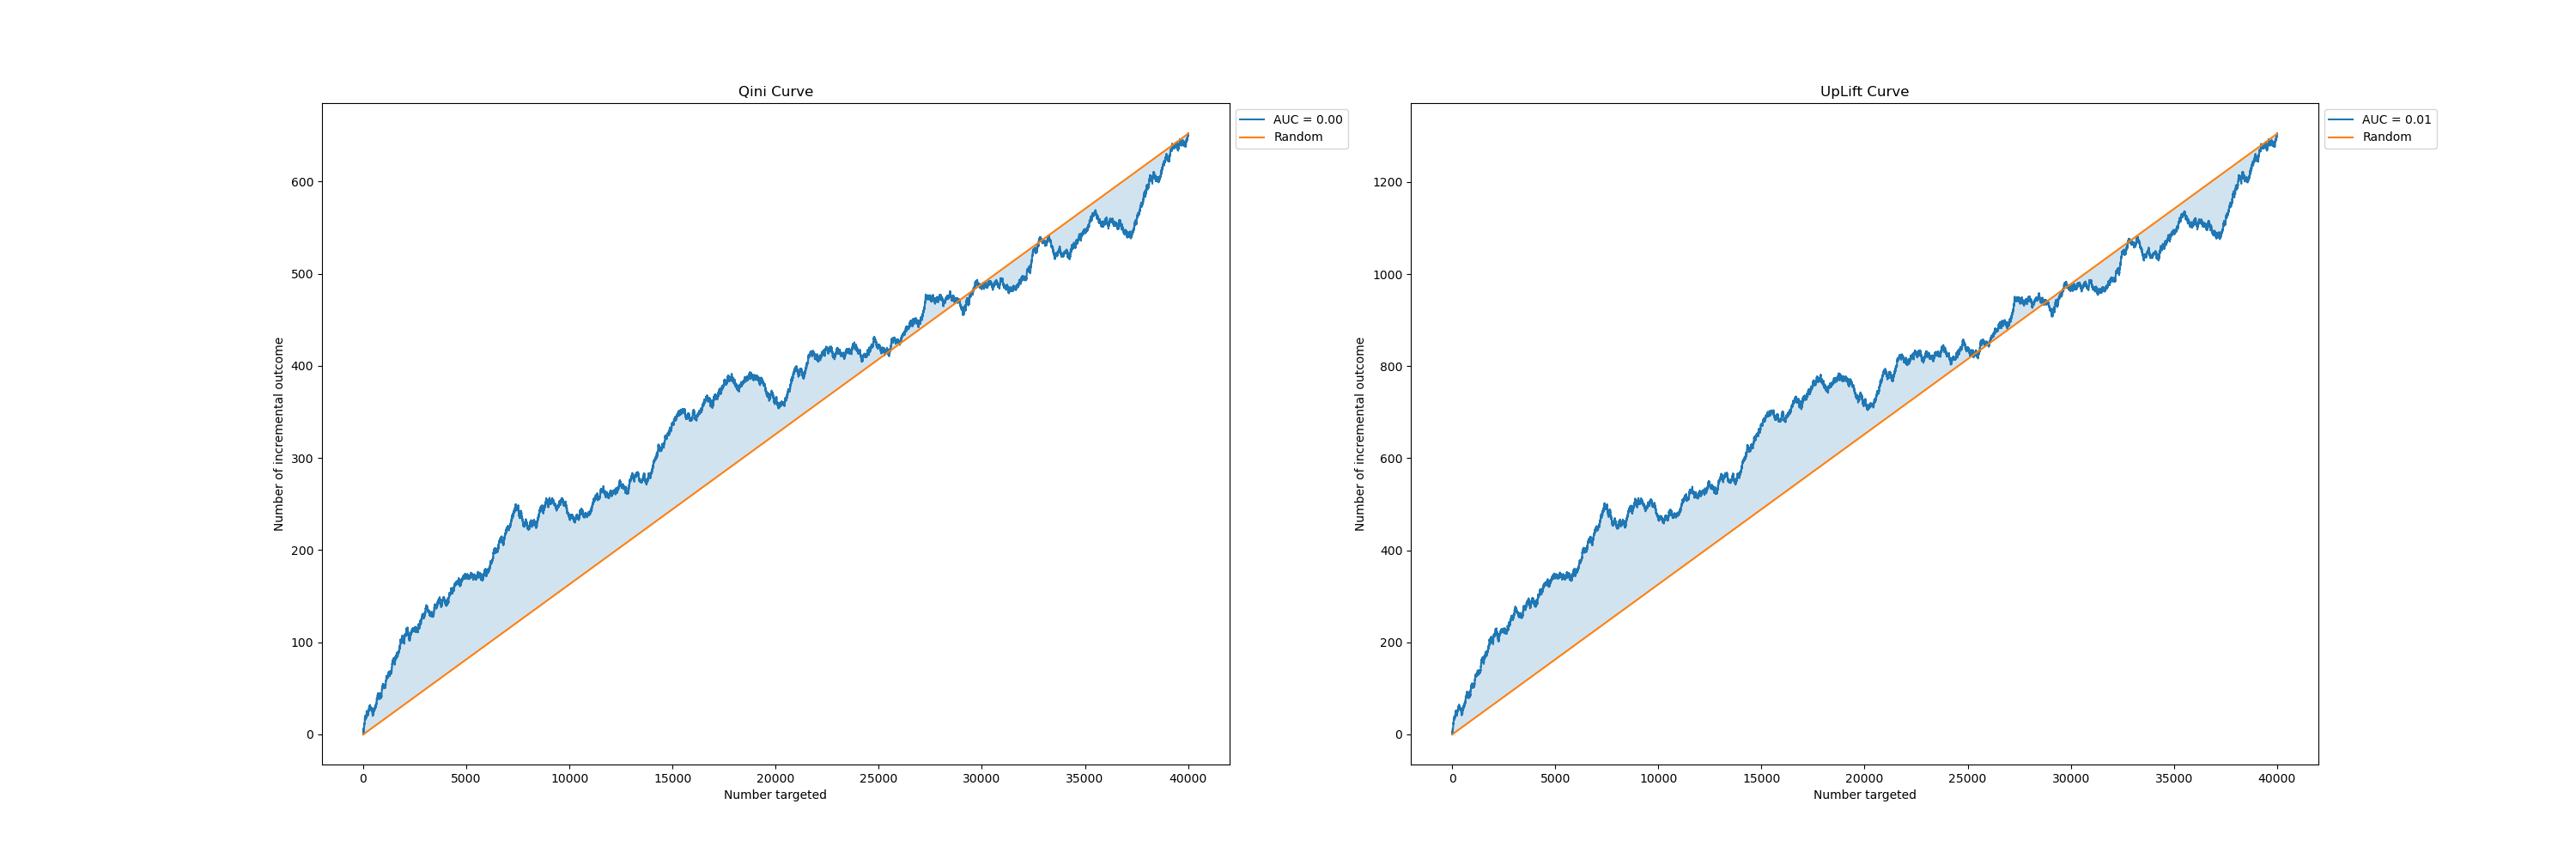 Qini Curve
AUC = 0.00
Random
600
500
400
300
200
100
0
Number of incremental outcome
0 5000 10000 15000 20000 25000 30000 35000 40000
Number targeted
UpLift Curve
AUC = 0.01
Random
1200
1000
800
600
400
200
0
Number of incremental outcome
0 5000 10000 15000 20000 25000 30000 35000 40000
Number targeted